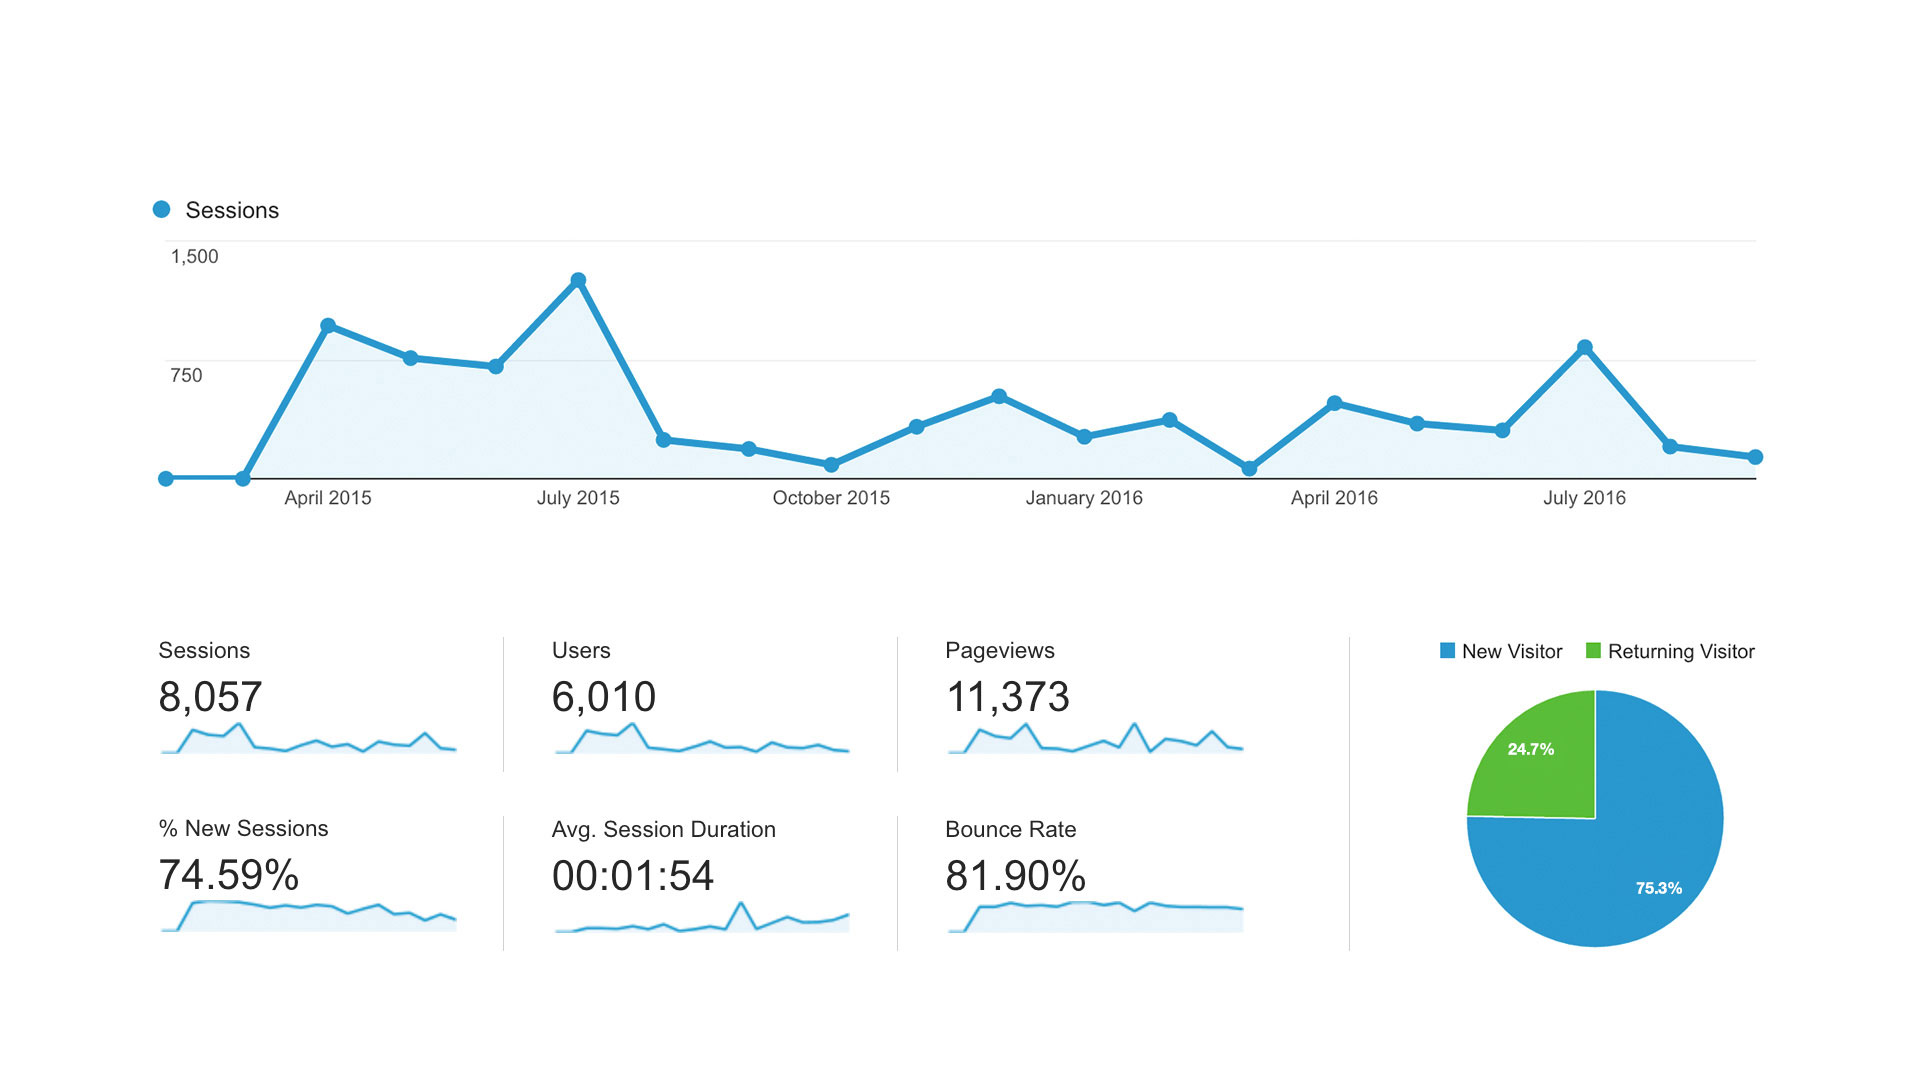 Sessions
1,500
750
April 2015 July 2015 October 2015 January 2016 April 2016 July 2016
Sessions
8,057
Users
6,010
Pageviews
11,373
% New Sessions
74.59%
Avg. Session Duration
00:01:54
Bounce Rate
81.90%
New Visitor Returning Visitor
24.7%
75.3%